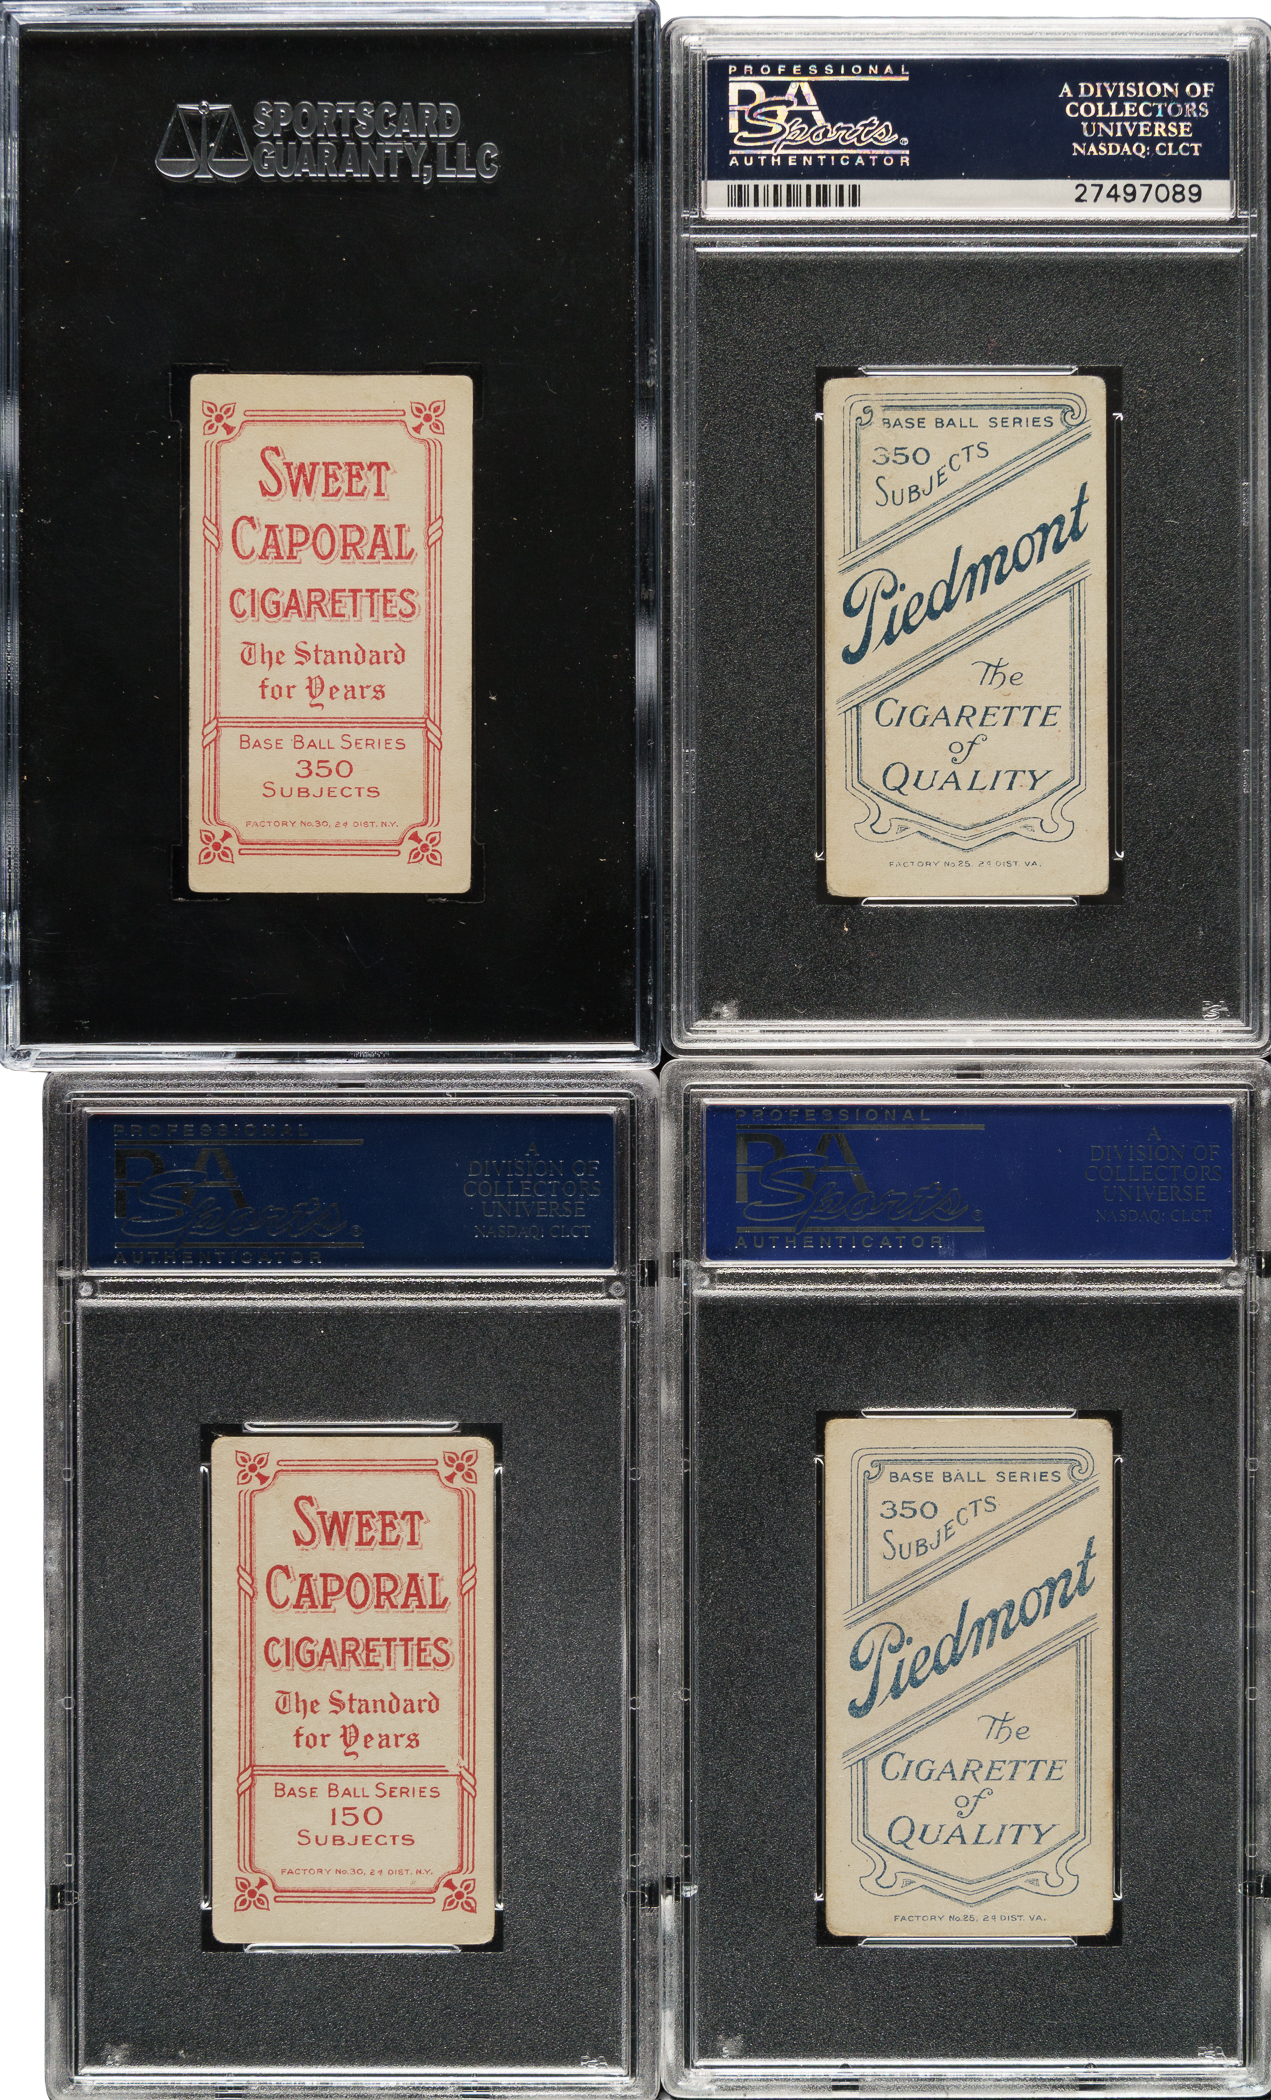 SPORTSCARD
GUARANTY, LLC
SWEET
CAPORAL
CIGARETTES
The Standard
for Years
BASE BALL SERIES
350
SUBJECTS
FACTORY No. 30, 2d DIST. N.Y.
PROFESSIONAL
PSA
Sports
AUTHENTICATOR
A DIVISION OF
COLLECTORS
UNIVERSE
NASDAQ: CLCT
27497089
BASE BALL SERIES
350
SUBJECTS
Piedmont
The
CIGARETTE
of
QUALITY
FACTORY No. 25, 2d DIST. VA.
PROFESSIONAL
PSA
Sports
AUTHENTICATOR
A
DIVISION OF
COLLECTORS
UNIVERSE
NASDAQ: CLCT
SWEET
CAPORAL
CIGARETTES
The Standard
for Years
BASE BALL SERIES
150
SUBJECTS
FACTORY No. 30, 2d DIST. N.Y.
PROFESSIONAL
PSA
Sports
AUTHENTICATOR
A
DIVISION OF
COLLECTORS
UNIVERSE
NASDAQ: CLCT
BASE BALL SERIES
350
SUBJECTS
Piedmont
The
CIGARETTE
of
QUALITY
FACTORY No. 25, 2d DIST. VA.